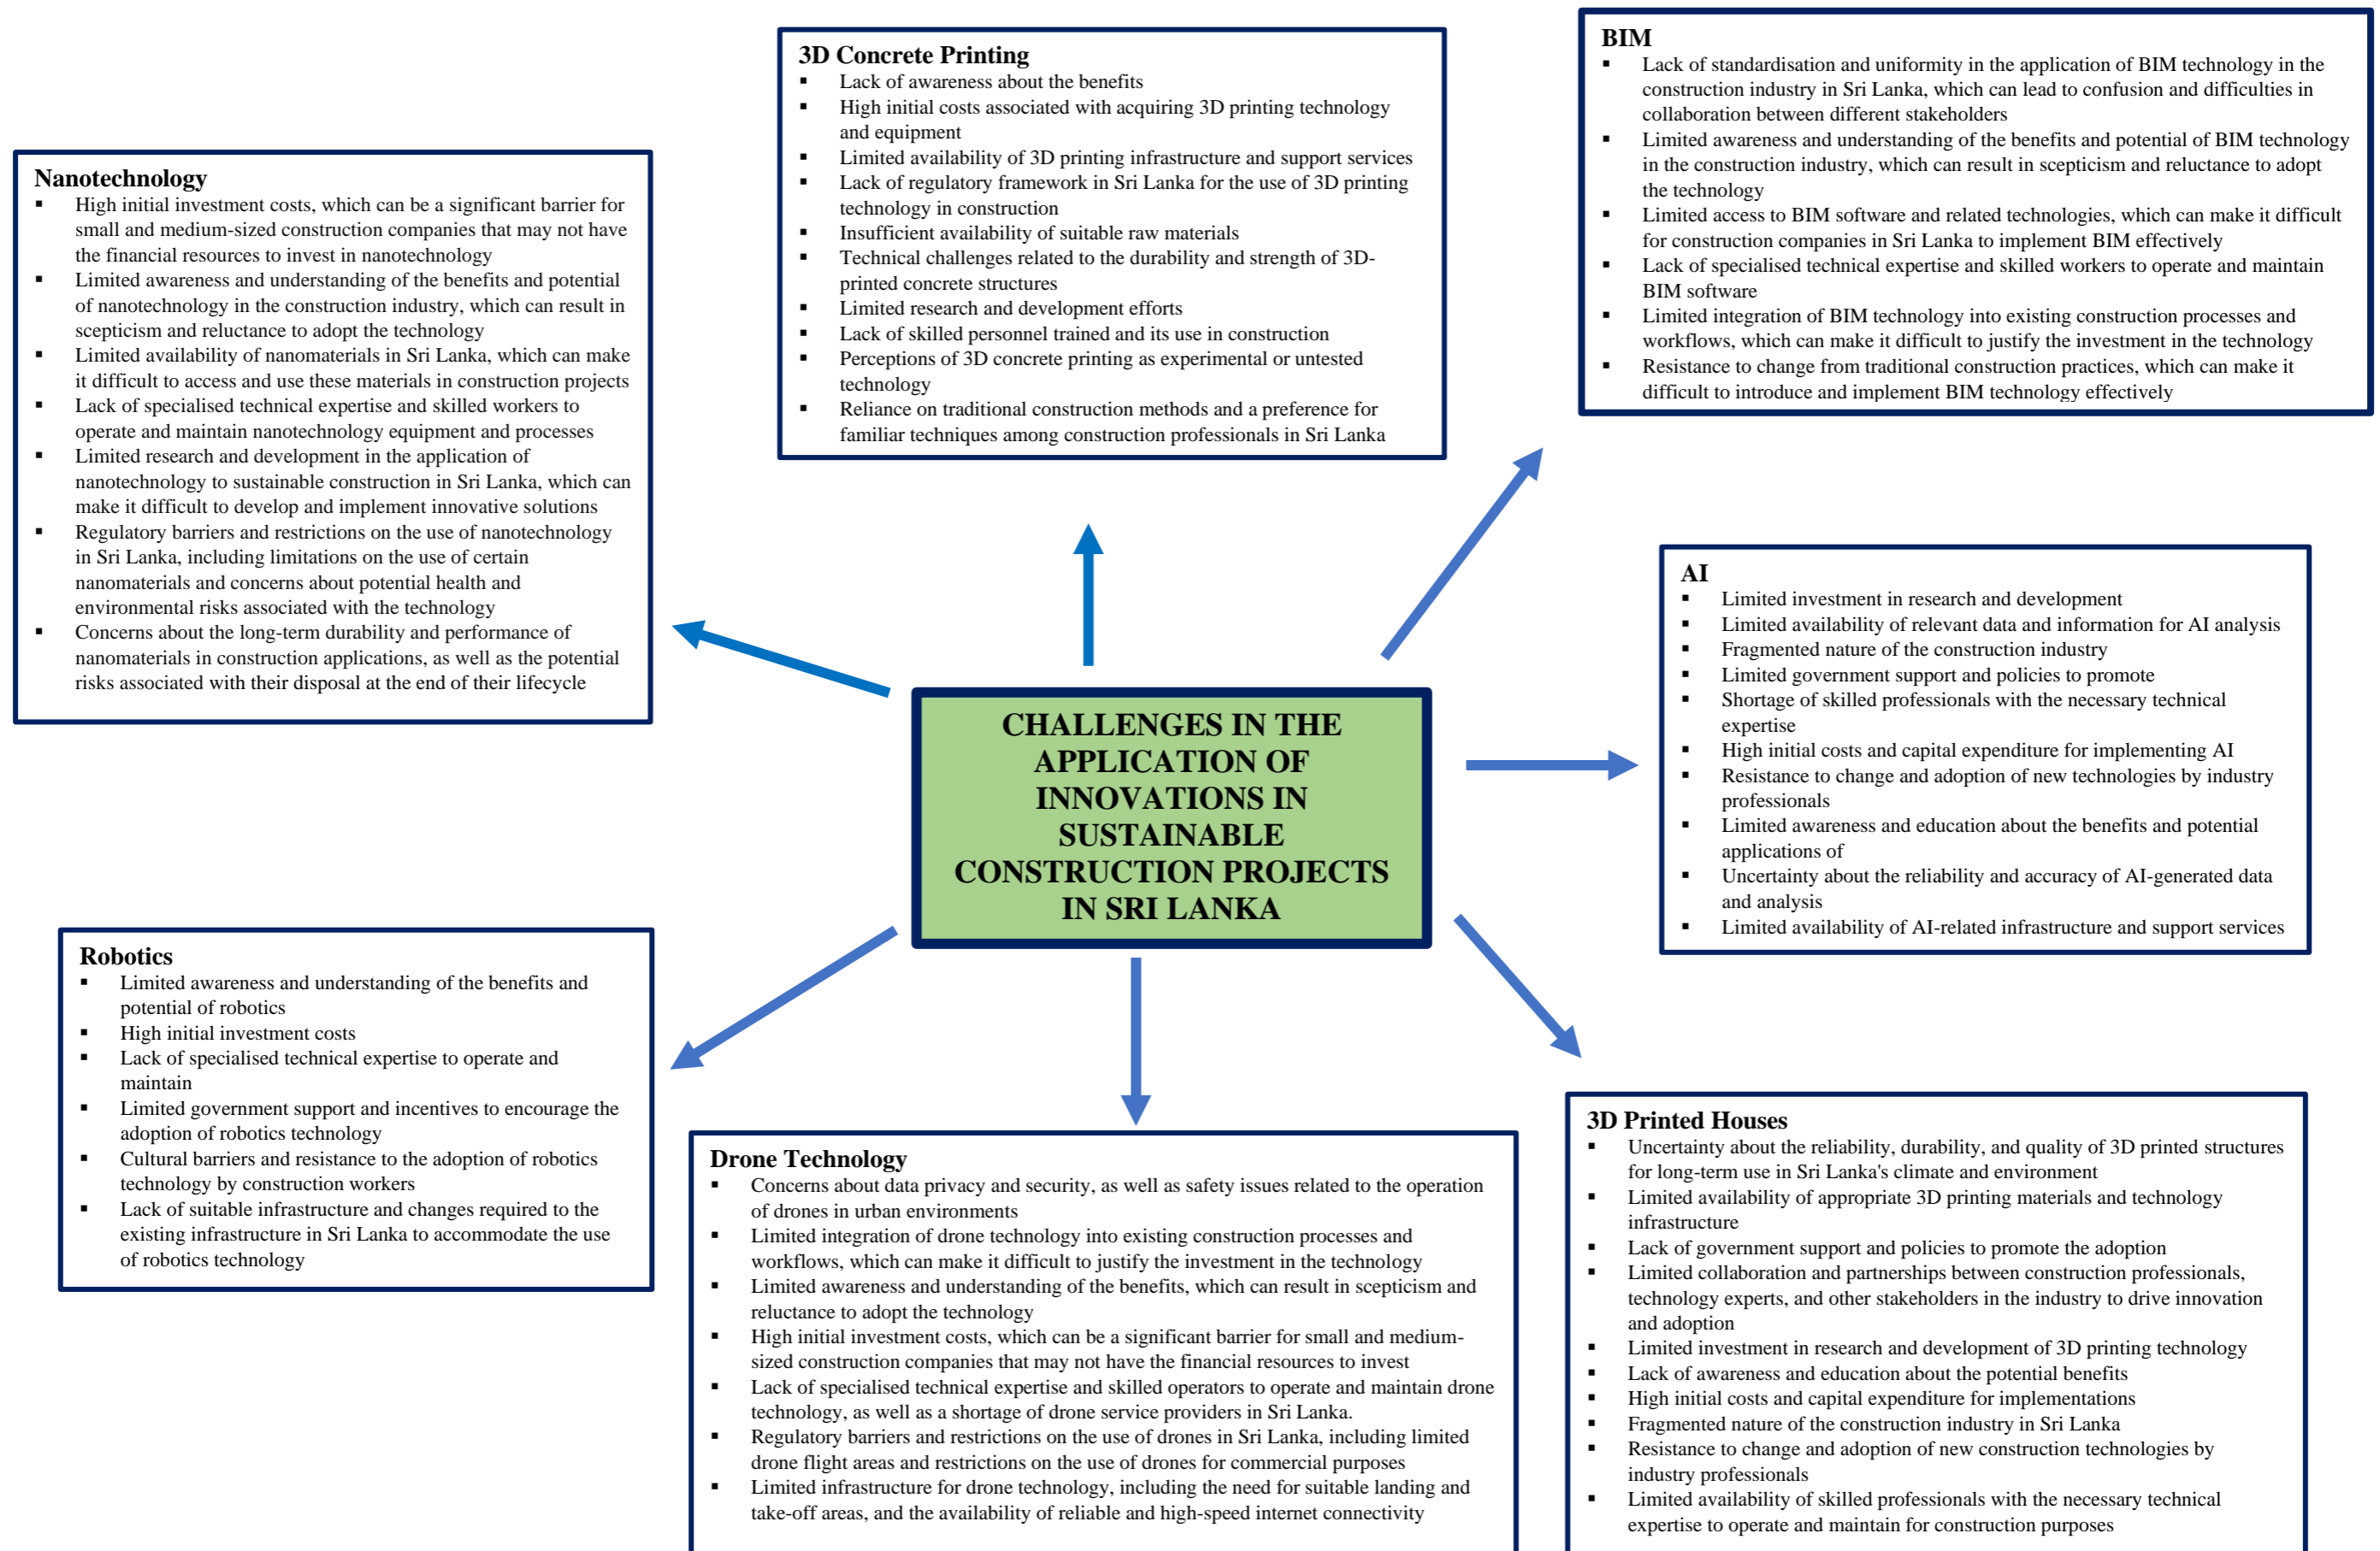 3D Concrete Printing
▪ Lack of awareness about the benefits
▪ High initial costs associated with acquiring 3D printing technology
and equipment
▪ Limited availability of 3D printing infrastructure and support services
▪ Lack of regulatory framework in Sri Lanka for the use of 3D printing
technology in construction
▪ Insufficient availability of suitable raw materials
▪ Technical challenges related to the durability and strength of 3D-
printed concrete structures
▪ Limited research and development efforts
▪ Lack of skilled personnel trained and its use in construction
▪ Perceptions of 3D concrete printing as experimental or untested
technology
▪ Reliance on traditional construction methods and a preference for
familiar techniques among construction professionals in Sri Lanka
BIM
▪ Lack of standardisation and uniformity in the application of BIM technology in the
construction industry in Sri Lanka, which can lead to confusion and difficulties in
collaboration between different stakeholders
▪ Limited awareness and understanding of the benefits and potential of BIM technology
in the construction industry, which can result in scepticism and reluctance to adopt
the technology
▪ Limited access to BIM software and related technologies, which can make it difficult
for construction companies in Sri Lanka to implement BIM effectively
▪ Lack of specialised technical expertise and skilled workers to operate and maintain
BIM software
▪ Limited integration of BIM technology into existing construction processes and
workflows, which can make it difficult to justify the investment in the technology
▪ Resistance to change from traditional construction practices, which can make it
difficult to introduce and implement BIM technology effectively
Nanotechnology
▪ High initial investment costs, which can be a significant barrier for
small and medium-sized construction companies that may not have
the financial resources to invest in nanotechnology
▪ Limited awareness and understanding of the benefits and potential
of nanotechnology in the construction industry, which can result in
scepticism and reluctance to adopt the technology
▪ Limited availability of nanomaterials in Sri Lanka, which can make
it difficult to access and use these materials in construction projects
▪ Lack of specialised technical expertise and skilled workers to
operate and maintain nanotechnology equipment and processes
▪ Limited research and development in the application of
nanotechnology to sustainable construction in Sri Lanka, which can
make it difficult to develop and implement innovative solutions
▪ Regulatory barriers and restrictions on the use of nanotechnology
in Sri Lanka, including limitations on the use of certain
nanomaterials and concerns about potential health and
environmental risks associated with the technology
▪ Concerns about the long-term durability and performance of
nanomaterials in construction applications, as well as the potential
risks associated with their disposal at the end of their lifecycle
AI
▪ Limited investment in research and development
▪ Limited availability of relevant data and information for AI analysis
▪ Fragmented nature of the construction industry
▪ Limited government support and policies to promote
▪ Shortage of skilled professionals with the necessary technical
expertise
▪ High initial costs and capital expenditure for implementing AI
▪ Resistance to change and adoption of new technologies by industry
professionals
▪ Limited awareness and education about the benefits and potential
applications of
▪ Uncertainty about the reliability and accuracy of AI-generated data
and analysis
▪ Limited availability of AI-related infrastructure and support services
CHALLENGES IN THE
APPLICATION OF
INNOVATIONS IN
SUSTAINABLE
CONSTRUCTION PROJECTS
IN SRI LANKA
Robotics
▪ Limited awareness and understanding of the benefits and
potential of robotics
▪ High initial investment costs
▪ Lack of specialised technical expertise to operate and
maintain
▪ Limited government support and incentives to encourage the
adoption of robotics technology
▪ Cultural barriers and resistance to the adoption of robotics
technology by construction workers
▪ Lack of suitable infrastructure and changes required to the
existing infrastructure in Sri Lanka to accommodate the use
of robotics technology
Drone Technology
▪ Concerns about data privacy and security, as well as safety issues related to the operation
of drones in urban environments
▪ Limited integration of drone technology into existing construction processes and
workflows, which can make it difficult to justify the investment in the technology
▪ Limited awareness and understanding of the benefits, which can result in scepticism and
reluctance to adopt the technology
▪ High initial investment costs, which can be a significant barrier for small and medium-
sized construction companies that may not have the financial resources to invest
▪ Lack of specialised technical expertise and skilled operators to operate and maintain drone
technology, as well as a shortage of drone service providers in Sri Lanka.
▪ Regulatory barriers and restrictions on the use of drones in Sri Lanka, including limited
drone flight areas and restrictions on the use of drones for commercial purposes
▪ Limited infrastructure for drone technology, including the need for suitable landing and
take-off areas, and the availability of reliable and high-speed internet connectivity
3D Printed Houses
▪ Uncertainty about the reliability, durability, and quality of 3D printed structures
for long-term use in Sri Lanka's climate and environment
▪ Limited availability of appropriate 3D printing materials and technology
infrastructure
▪ Lack of government support and policies to promote the adoption
▪ Limited collaboration and partnerships between construction professionals,
technology experts, and other stakeholders in the industry to drive innovation
and adoption
▪ Limited investment in research and development of 3D printing technology
▪ Lack of awareness and education about the potential benefits
▪ High initial costs and capital expenditure for implementations
▪ Fragmented nature of the construction industry in Sri Lanka
▪ Resistance to change and adoption of new construction technologies by
industry professionals
▪ Limited availability of skilled professionals with the necessary technical
expertise to operate and maintain for construction purposes